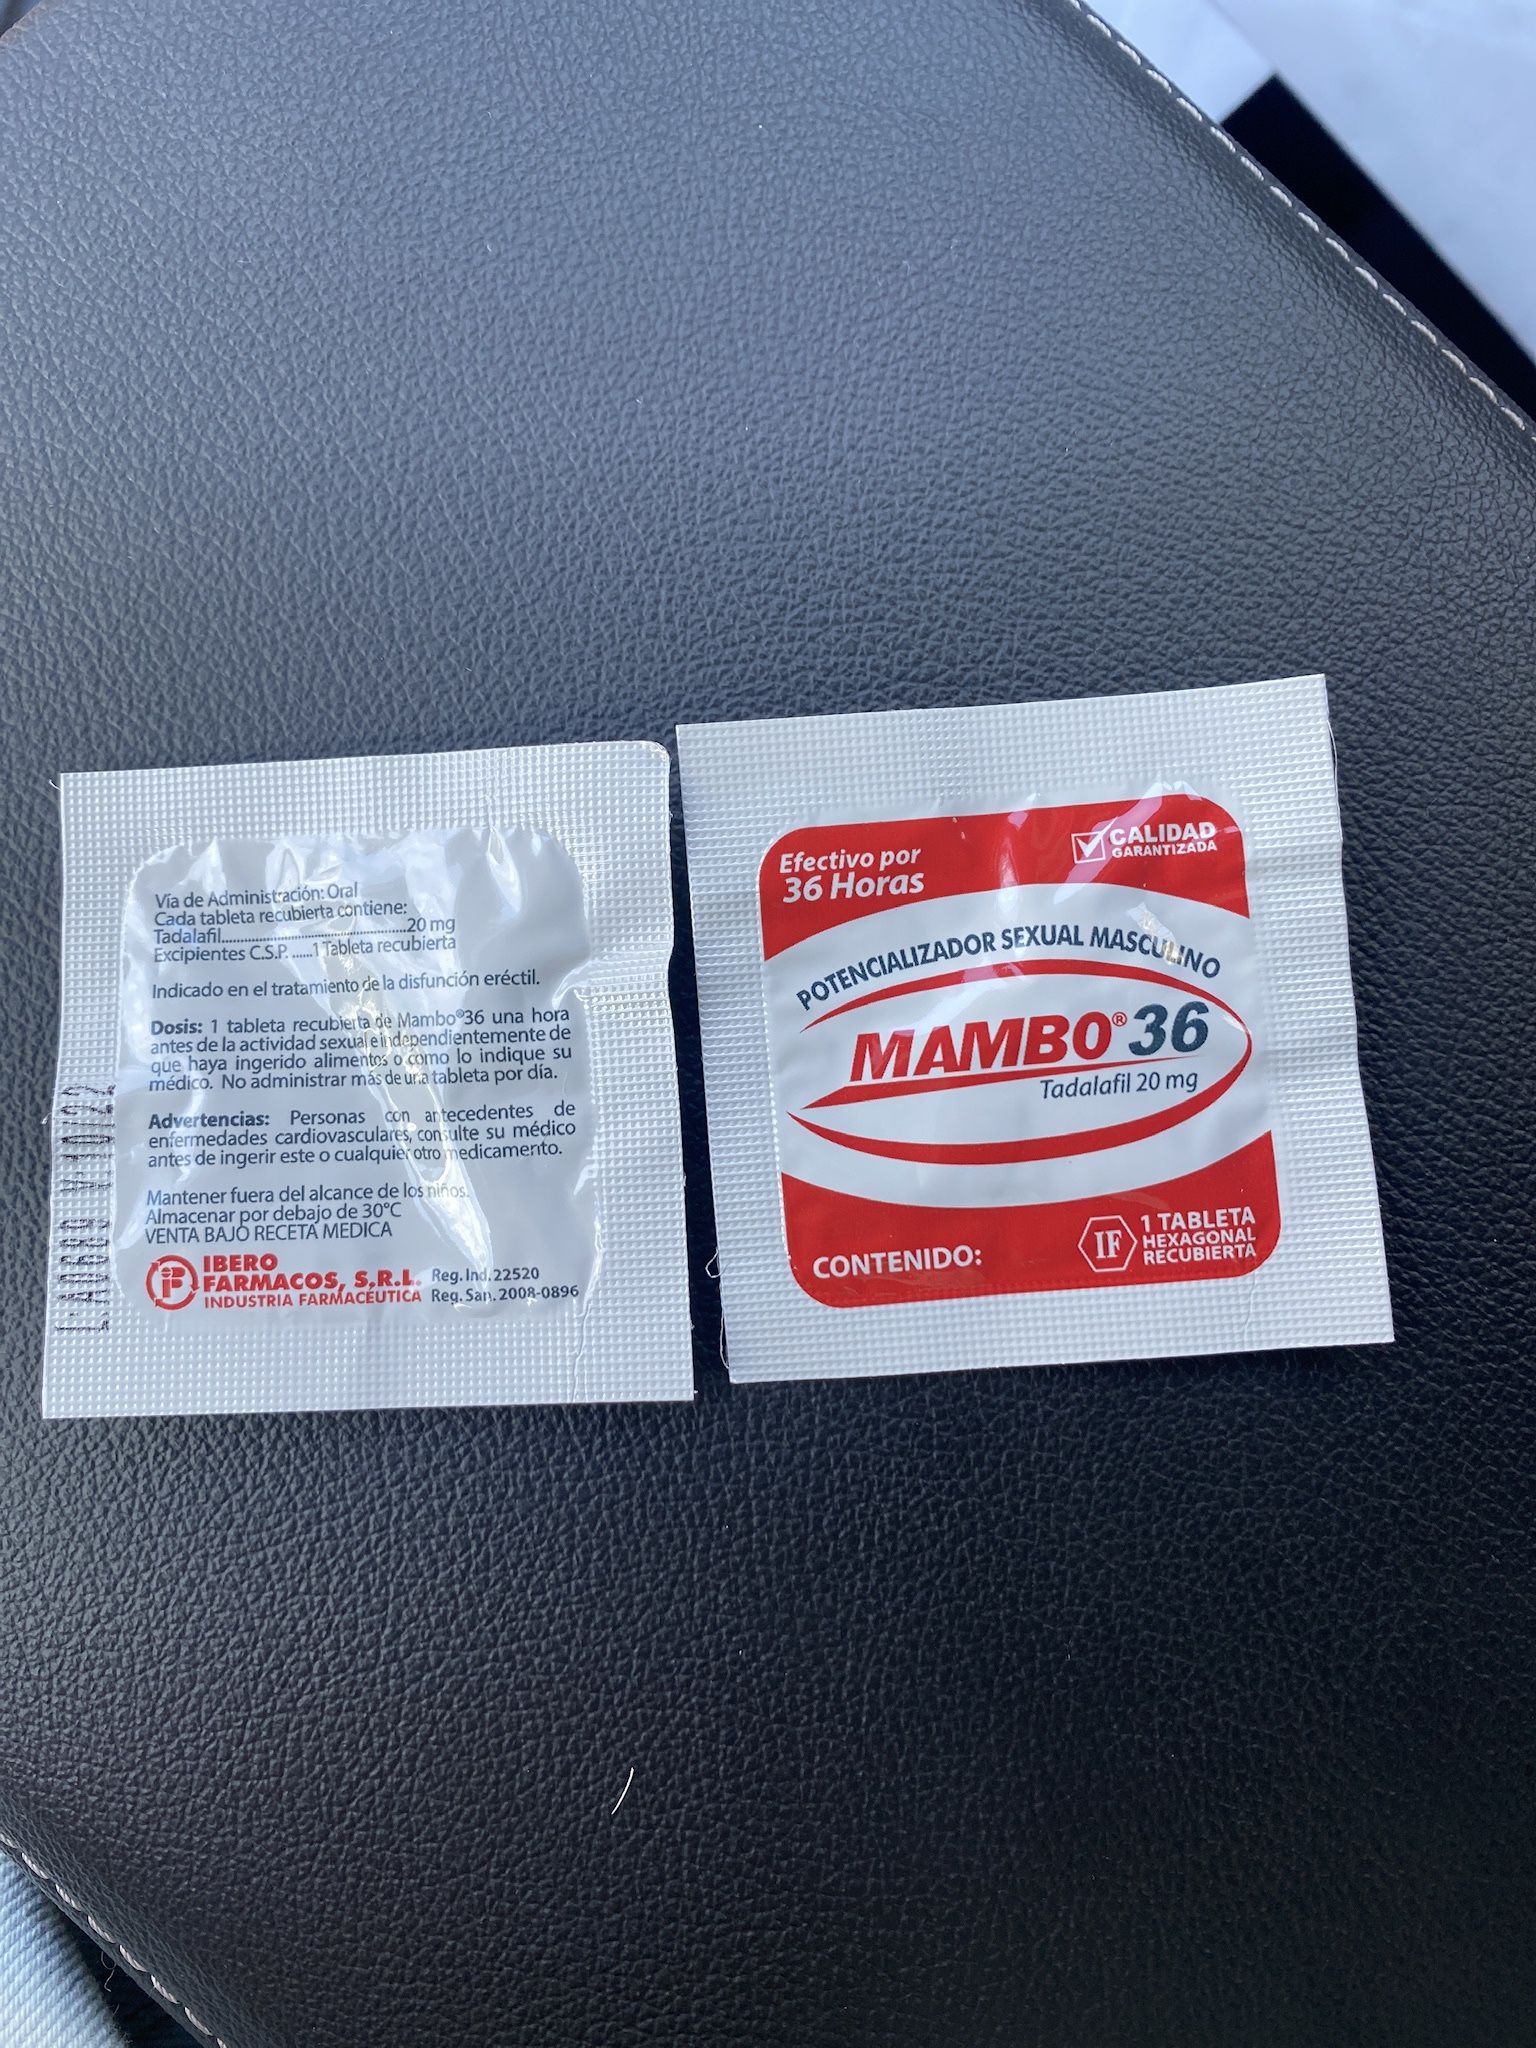 Vía de Administración: Oral
Cada tableta recubierta contiene:
Tadalafil..................................................20 mg
Excipientes C.S.P. ......1 Tableta recubierta
Indicado en el tratamiento de la disfunción eréctil.
Dosis: 1 tableta recubierta de Mambo®36 una hora
antes de la actividad sexual e independientemente de
que haya ingerido alimentos o como lo indique su
médico. No administrar más de una tableta por día.
Advertencias: Personas con antecedentes de
enfermedades cardiovasculares, consulte su médico
antes de ingerir este o cualquier otro medicamento.
Mantener fuera del alcance de los niños.
Almacenar por debajo de 30°C
VENTA BAJO RECETA MEDICA
IBERO
FARMACOS, S.R.L.
INDUSTRIA FARMACÉUTICA
Reg. Ind. 22520
Reg. San. 2008-0896
V:10/22
Efectivo por
36 Horas
CALIDAD
GARANTIZADA
POTENCIALIZADOR SEXUAL MASCULINO
MAMBO® 36
Tadalafil 20 mg
CONTENIDO:
IF
1 TABLETA
HEXAGONAL
RECUBIERTA